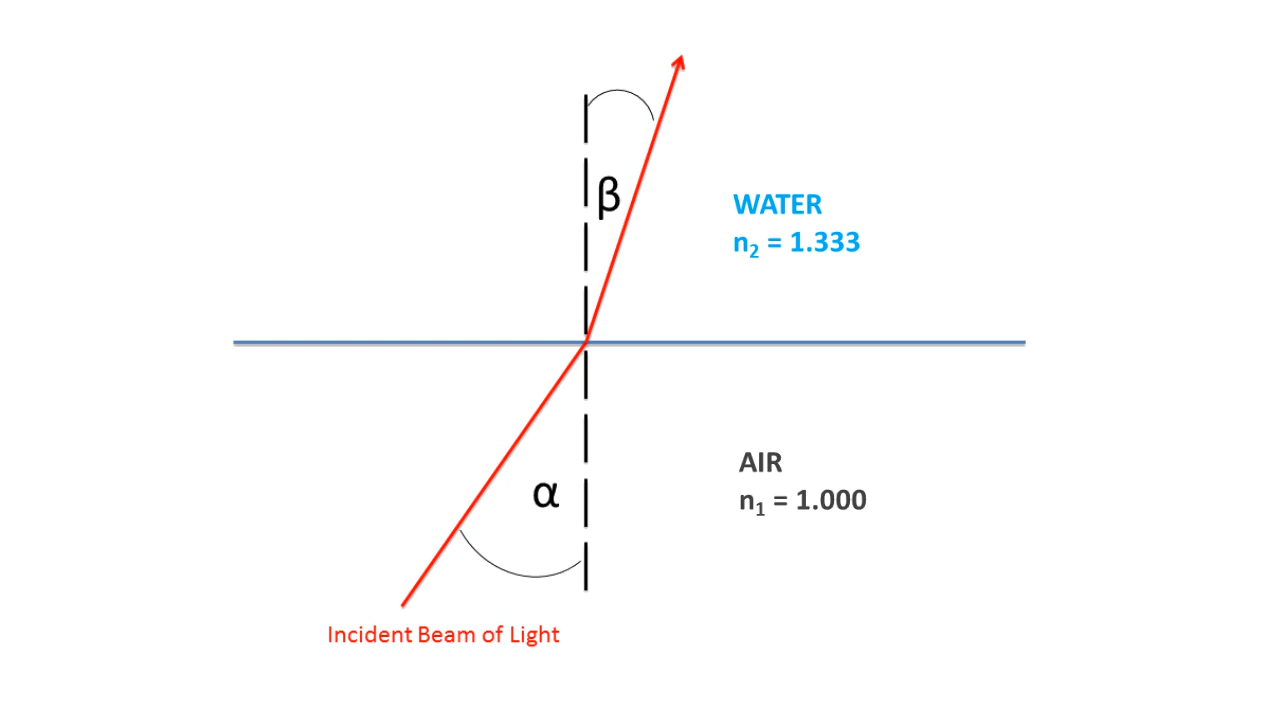 β
WATER
n₂ = 1.333
AIR
n₁ = 1.000
α
Incident Beam of Light